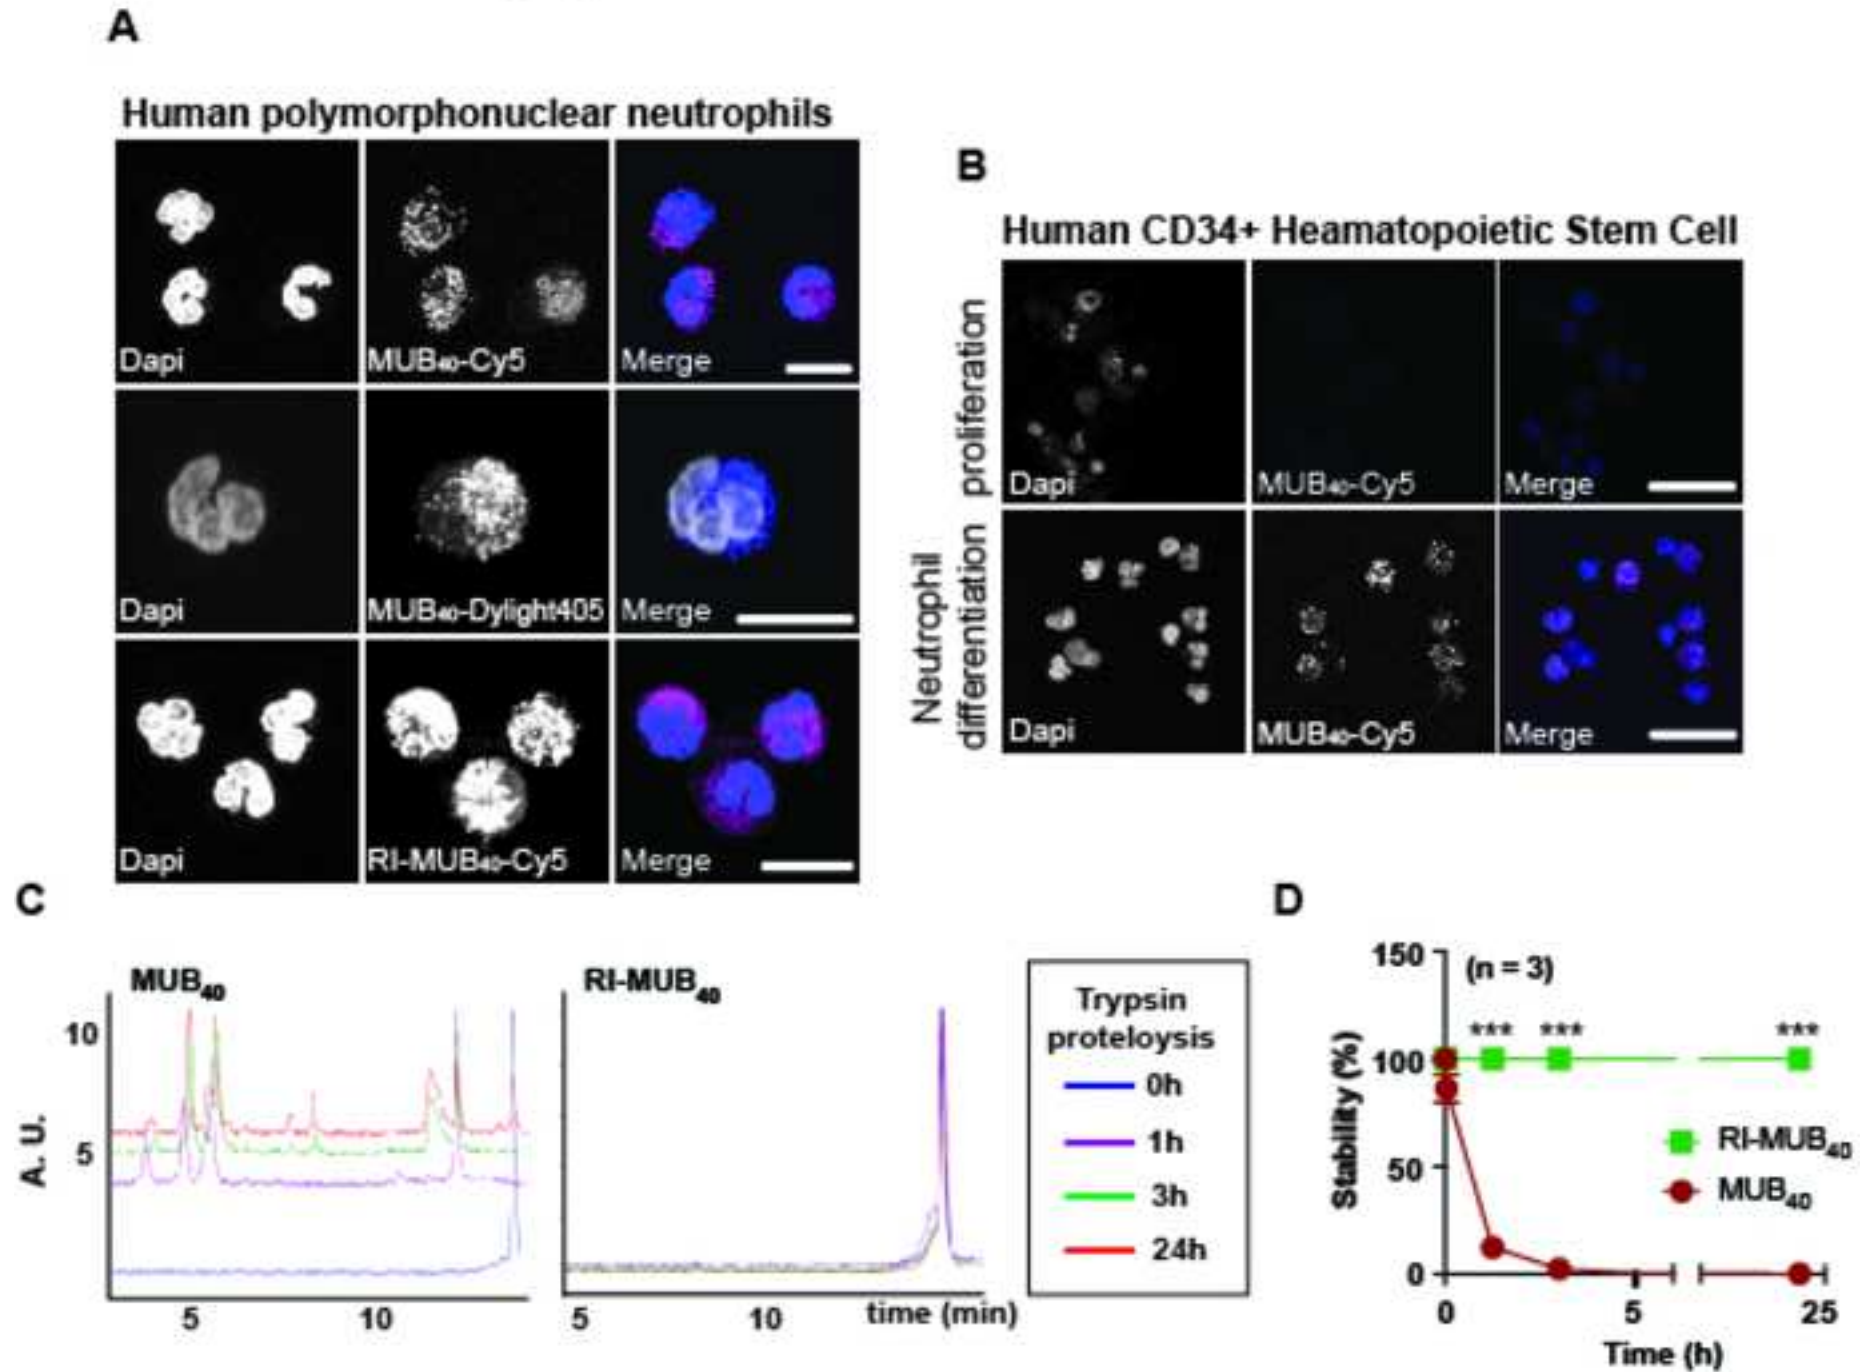 A
Human polymorphonuclear neutrophils
Dapi
MUB₄₀-Cy5
Merge
Dapi
MUB₄₀-Dylight405
Merge
Dapi
RI-MUB₄₀-Cy5
Merge
B
Human CD34+ Heamatopoietic Stem Cell
proliferation
Dapi
MUB₄₀-Cy5
Merge
Neutrophil
differentiation
Dapi
MUB₄₀-Cy5
Merge
C
MUB₄₀
10
5
A. U.
5
10
RI-MUB₄₀
5
10
time (min)
Trypsin
proteloysis
0h
1h
3h
24h
D
(n = 3)
150
100
50
0
Stability (%)
*** *** ***
RI-MUB₄₀
MUB₄₀
0
5
25
Time (h)